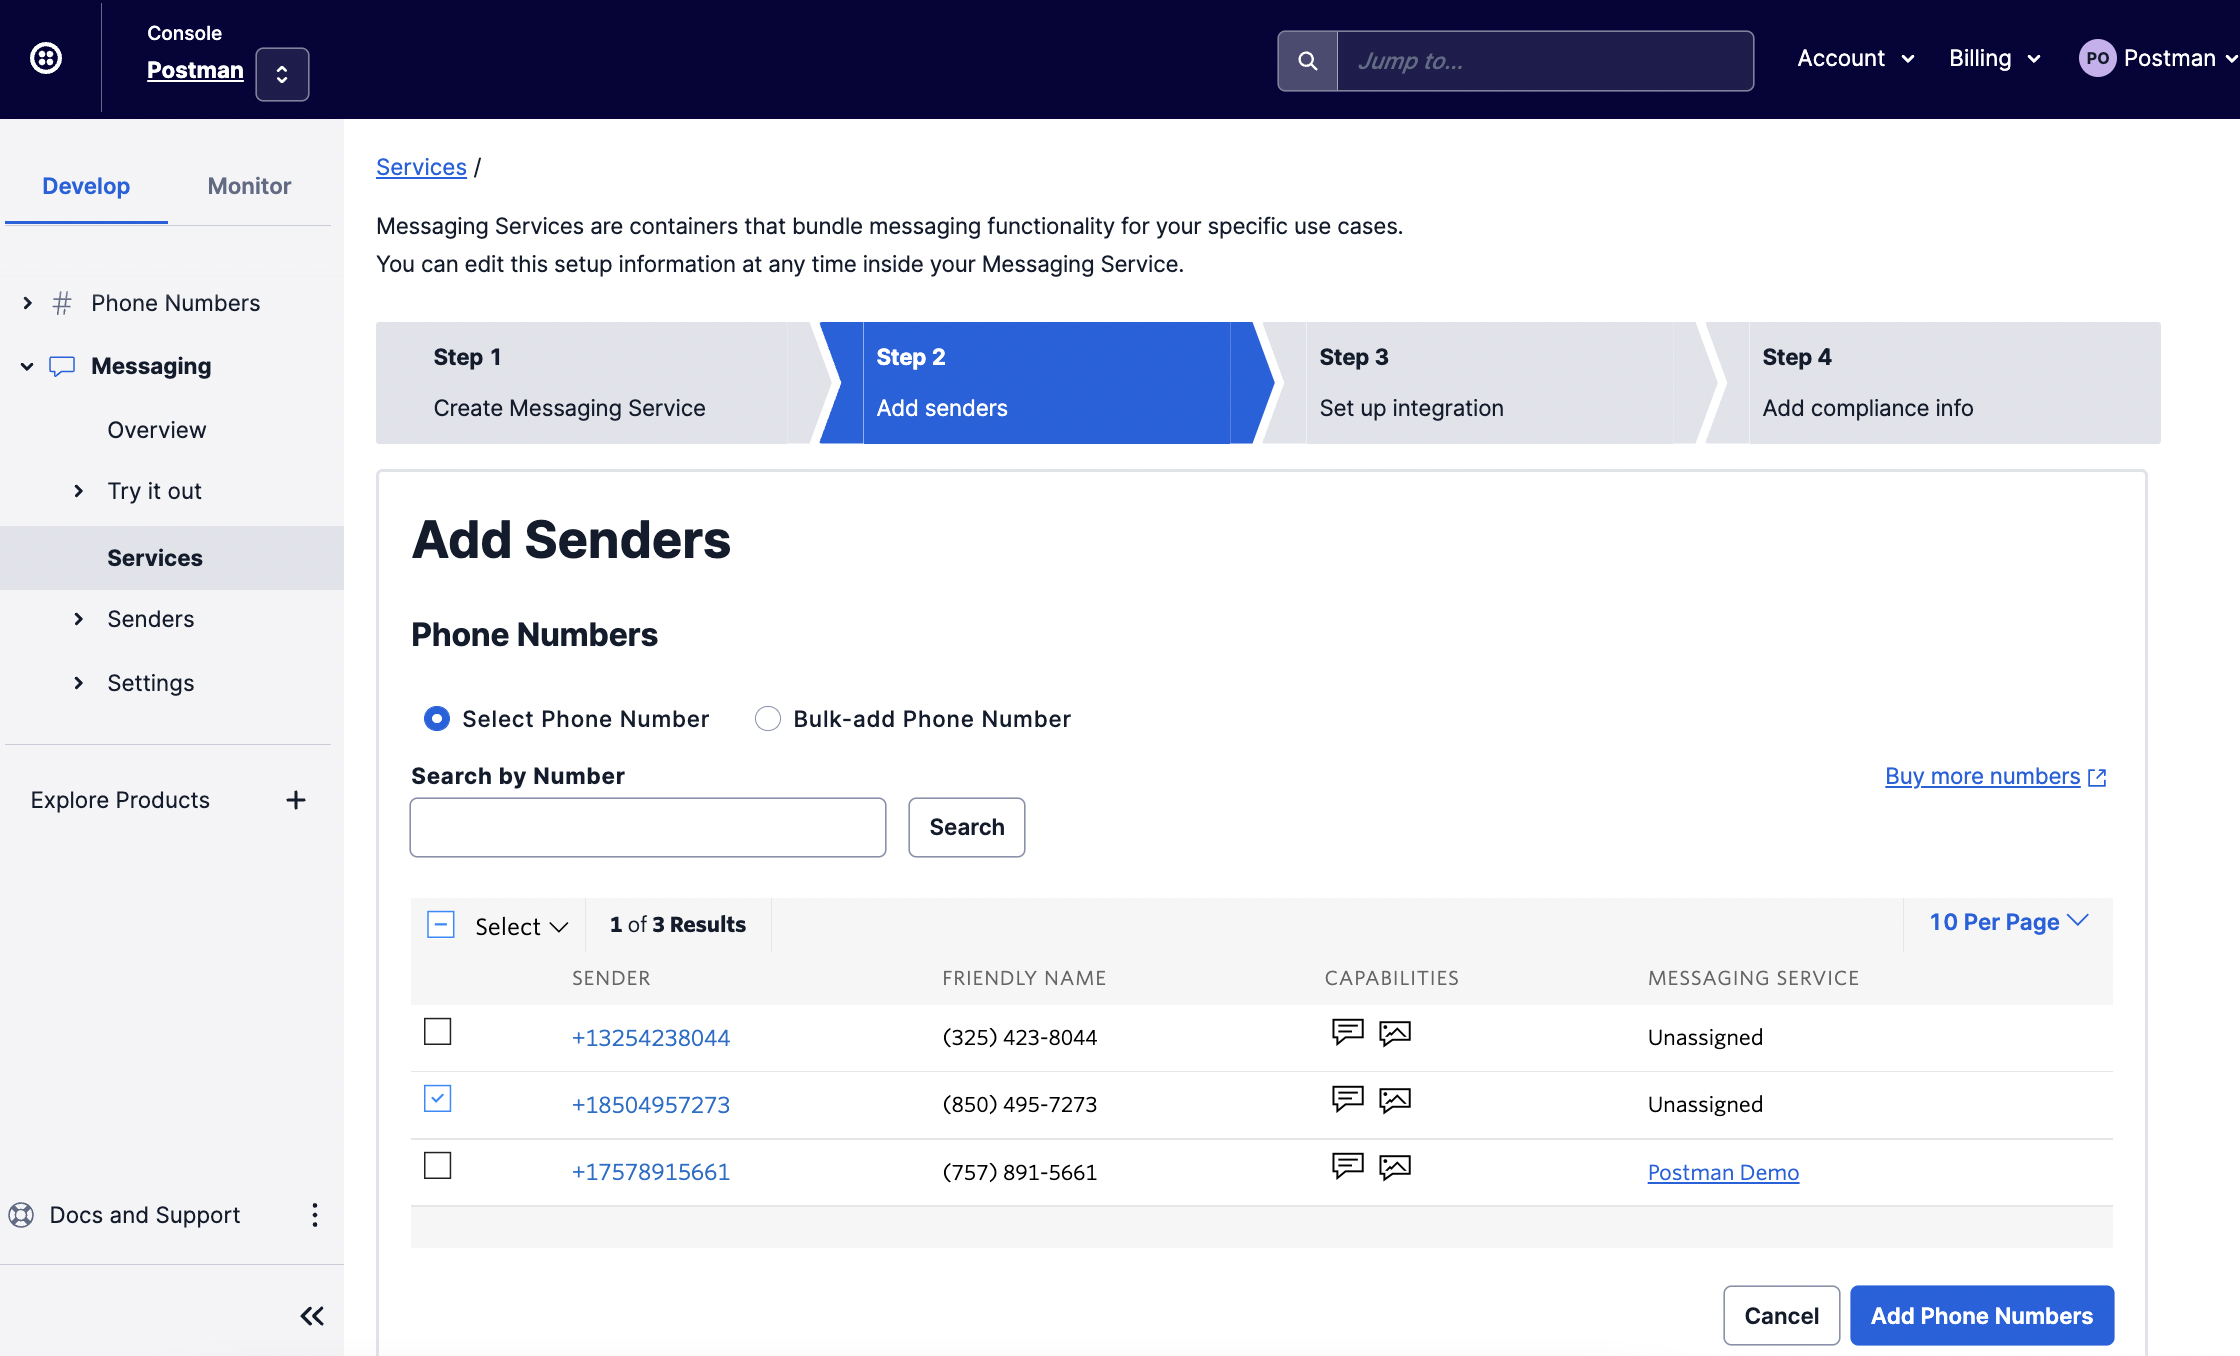 Console
Postman
Jump to...
Account
Billing
PO
Postman
Develop
Monitor
Phone Numbers
Messaging
Overview
Try it out
Services
Senders
Settings
Explore Products
Docs and Support
Services /
Messaging Services are containers that bundle messaging functionality for your specific use cases.
You can edit this setup information at any time inside your Messaging Service.
Step 1
Create Messaging Service
Step 2
Add senders
Step 3
Set up integration
Step 4
Add compliance info
Add Senders
Phone Numbers
Select Phone Number
Bulk-add Phone Number
Search by Number
Buy more numbers
Search
Select
1 of 3 Results
10 Per Page
SENDER FRIENDLY NAME CAPABILITIES MESSAGING SERVICE
+13254238044 (325) 423-8044 Unassigned
+18504957273 (850) 495-7273 Unassigned
+17578915661 (757) 891-5661 Postman Demo
Cancel
Add Phone Numbers